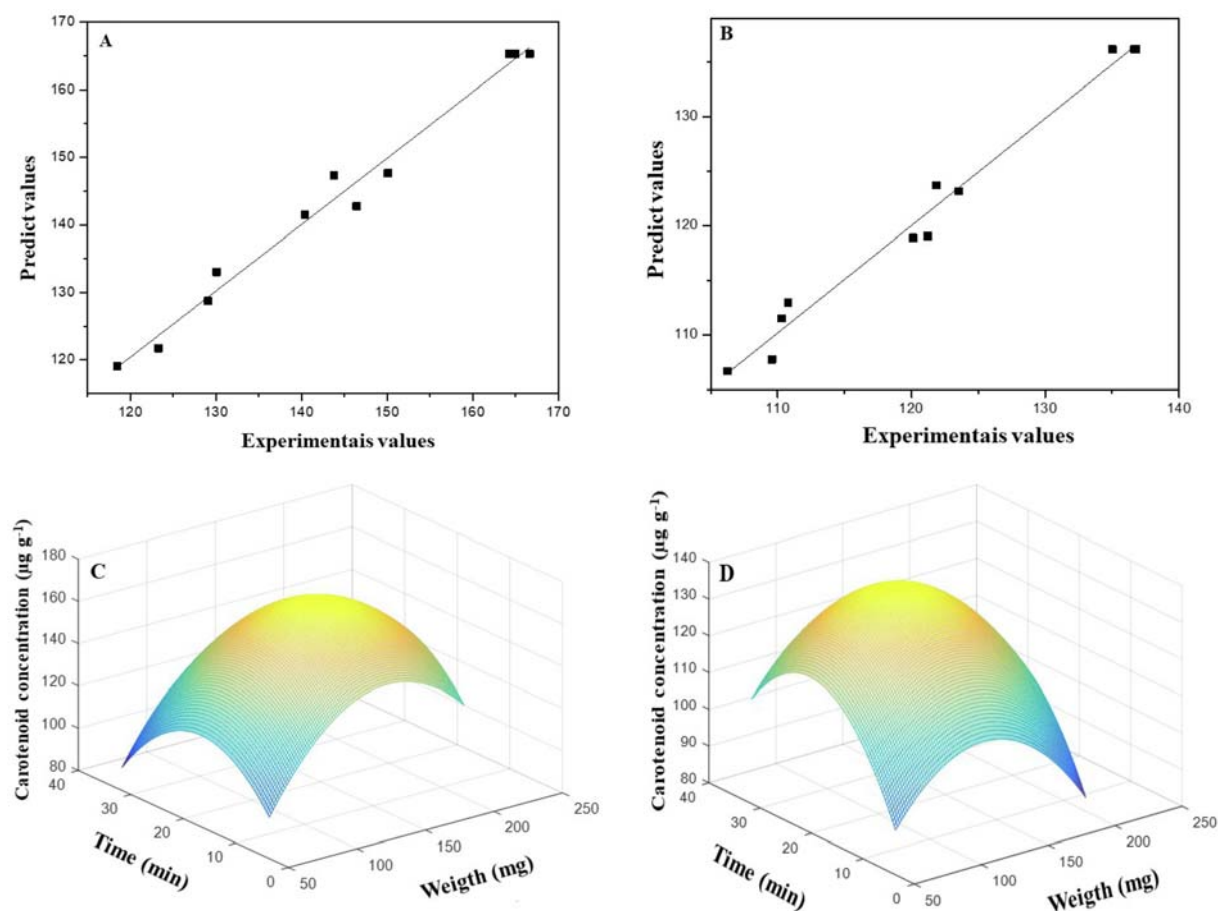 A
Predict values
170
160
150
140
130
120
120 130 140 150 160 170
Experimentais values
B
Predict values
130
120
110
110 120 130 140
Experimentais values
C
Carotenoid concentration (µg g⁻¹)
180
160
140
120
100
80
40
30
20
10
0
Time (min)
50
100
150
200
250
Weigth (mg)
D
Carotenoid concentration (µg g⁻¹)
140
130
120
110
100
90
80
40
30
20
10
0
Time (min)
50
100
150
200
250
Weigth (mg)